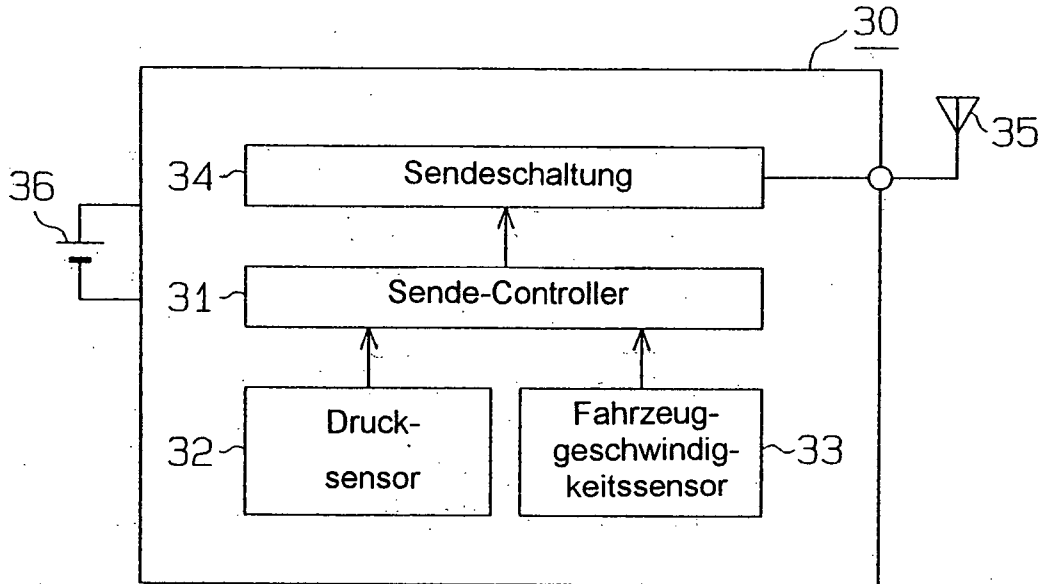 30
35
34
Sendeschaltung
36
31
Sende-Controller
32
Druck-
sensor
Fahrzeug-
geschwindig-
keitssensor
33